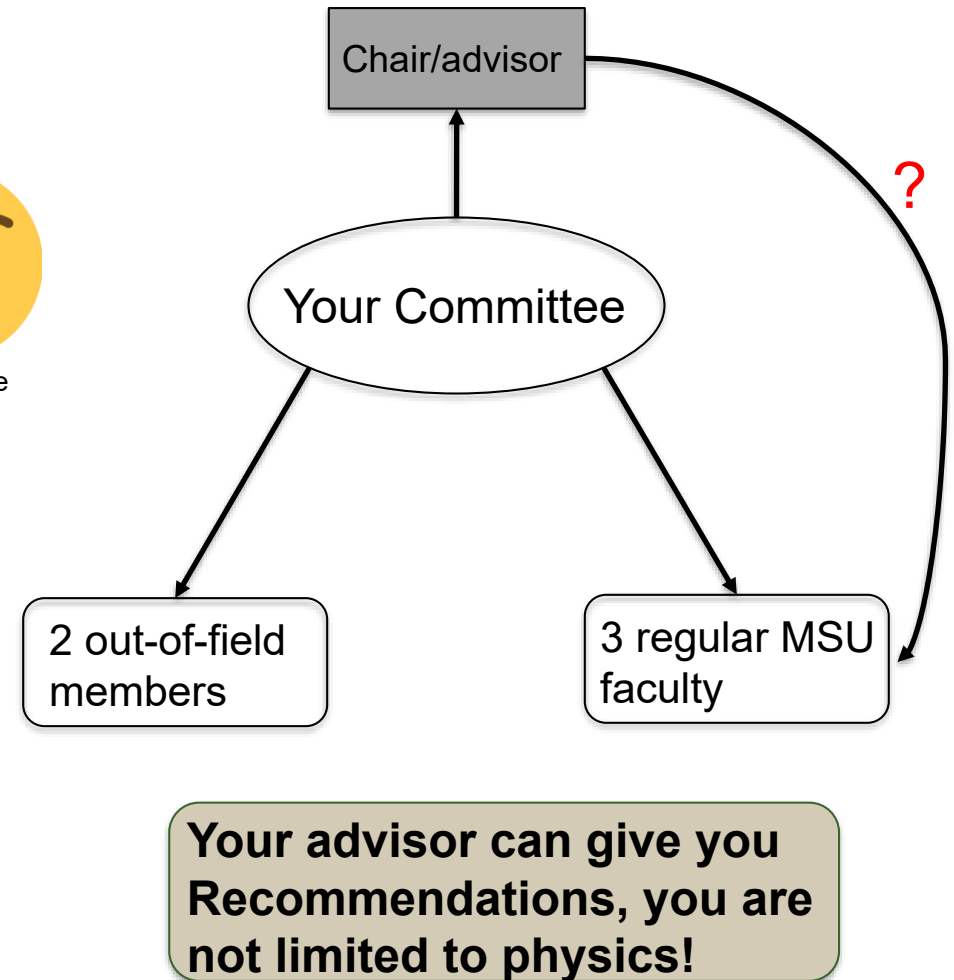 Chair/advisor
?
Your Committee
e
2 out-of-field
members
3 regular MSU
faculty
Your advisor can give you
Recommendations, you are
not limited to physics!